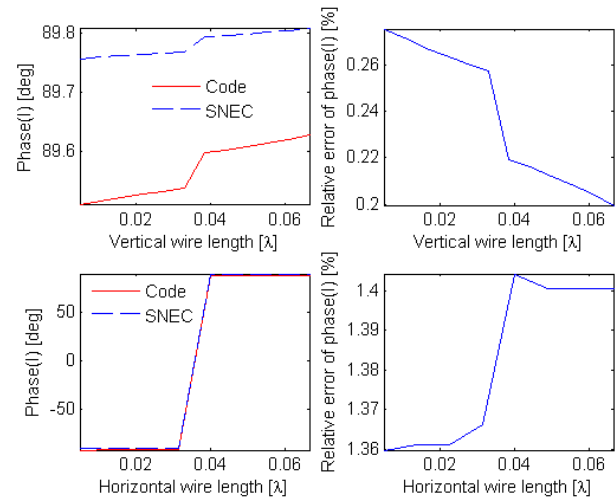 89.8
89.7
89.6
Phase(I) [deg]
Code
SNEC
0.02 0.04 0.06
Vertical wire length [λ]
0.26
0.24
0.22
0.2
Relative error of phase(I) [%]
0.02 0.04 0.06
Vertical wire length [λ]
50
0
-50
Phase(I) [deg]
Code
SNEC
0.02 0.04 0.06
Horizontal wire length [λ]
1.4
1.39
1.38
1.37
1.36
Relative error of phase(I) [%]
0.02 0.04 0.06
Horizontal wire length [λ]